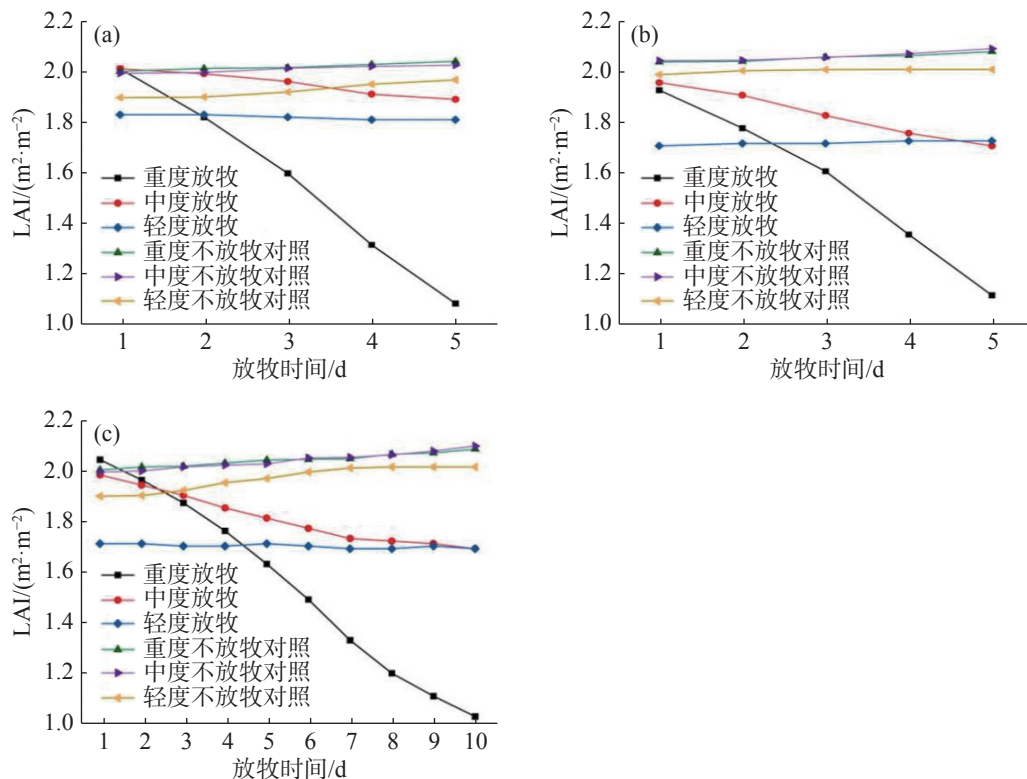 (a)
2.2
2.0
1.8
1.6
1.4
1.2
1.0
LAI/(m²·m⁻²)
重度放牧
中度放牧
轻度放牧
重度不放牧对照
中度不放牧对照
轻度不放牧对照
1 2 3 4 5
放牧时间/d
(b)
2.2
2.0
1.8
1.6
1.4
1.2
1.0
LAI/(m²·m⁻²)
重度放牧
中度放牧
轻度放牧
重度不放牧对照
中度不放牧对照
轻度不放牧对照
1 2 3 4 5
放牧时间/d
(c)
2.2
2.0
1.8
1.6
1.4
1.2
1.0
LAI/(m²·m⁻²)
重度放牧
中度放牧
轻度放牧
重度不放牧对照
中度不放牧对照
轻度不放牧对照
1 2 3 4 5 6 7 8 9 10
放牧时间/d